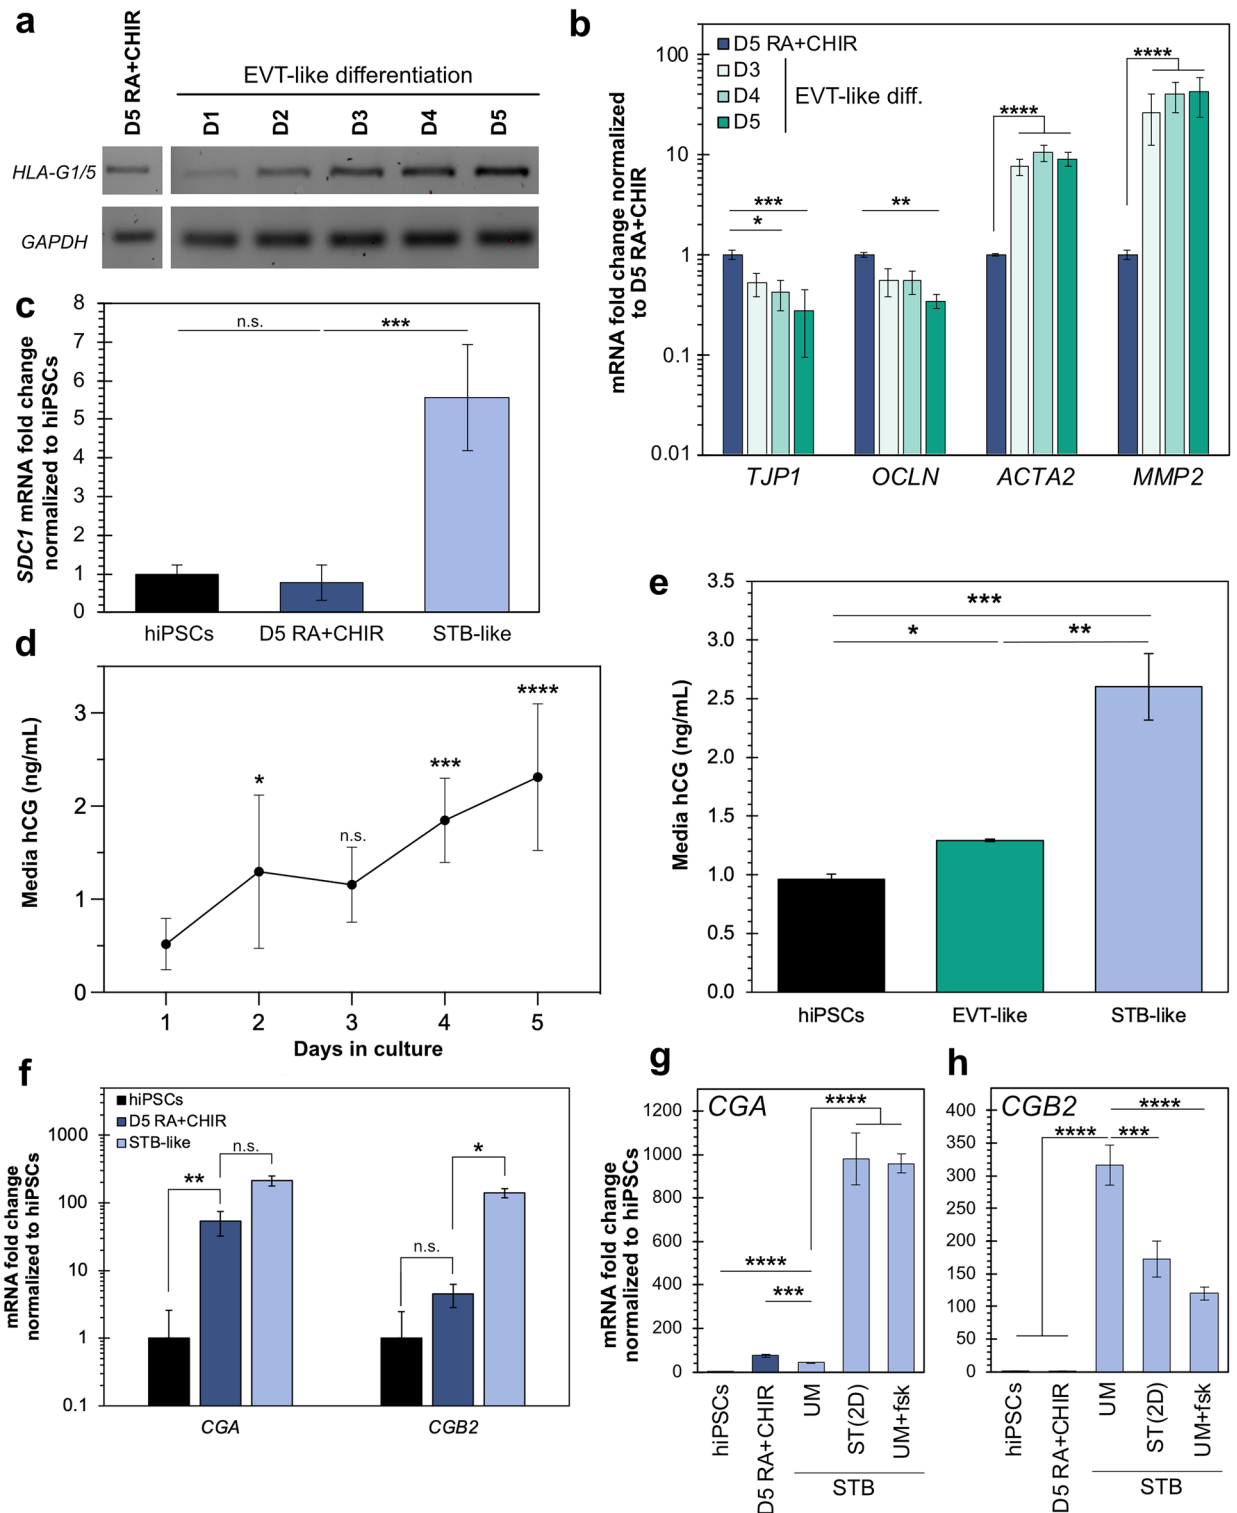 a
D5 RA+CHIR
EVT-like differentiation
D1 D2 D3 D4 D5
HLA-G1/5
GAPDH
b
mRNA fold change normalized
to D5 RA+CHIR
100
10
1
0.1
0.01
D5 RA+CHIR
D3
D4
D5
EVT-like diff.
***
*
**
****
****
TJP1 OCLN ACTA2 MMP2
c
SDC1 mRNA fold change
normalized to hiPSCs
8
7
6
5
4
3
2
1
0
n.s. ***
hiPSCs D5 RA+CHIR STB-like
d
Media hCG (ng/mL)
3
2
1
0
*
n.s.
***
****
1 2 3 4 5
Days in culture
e
Media hCG (ng/mL)
3.5
3.0
2.5
2.0
1.5
1.0
0.5
0.0
***
* **
hiPSCs EVT-like STB-like
f
mRNA fold change
normalized to hiPSCs
1000
100
10
1
0.1
hiPSCs
D5 RA+CHIR
STB-like
**
n.s.
n.s.
*
CGA CGB2
g
CGA
mRNA fold change
normalized to hiPSCs
1200
1000
800
600
400
200
0
****
****
***
hiPSCs
D5 RA+CHIR
UM
ST(2D)
UM+fsk
STB
h
CGB2
400
350
300
250
200
150
100
50
0
****
**** ***
hiPSCs
D5 RA+CHIR
UM
ST(2D)
UM+fsk
STB